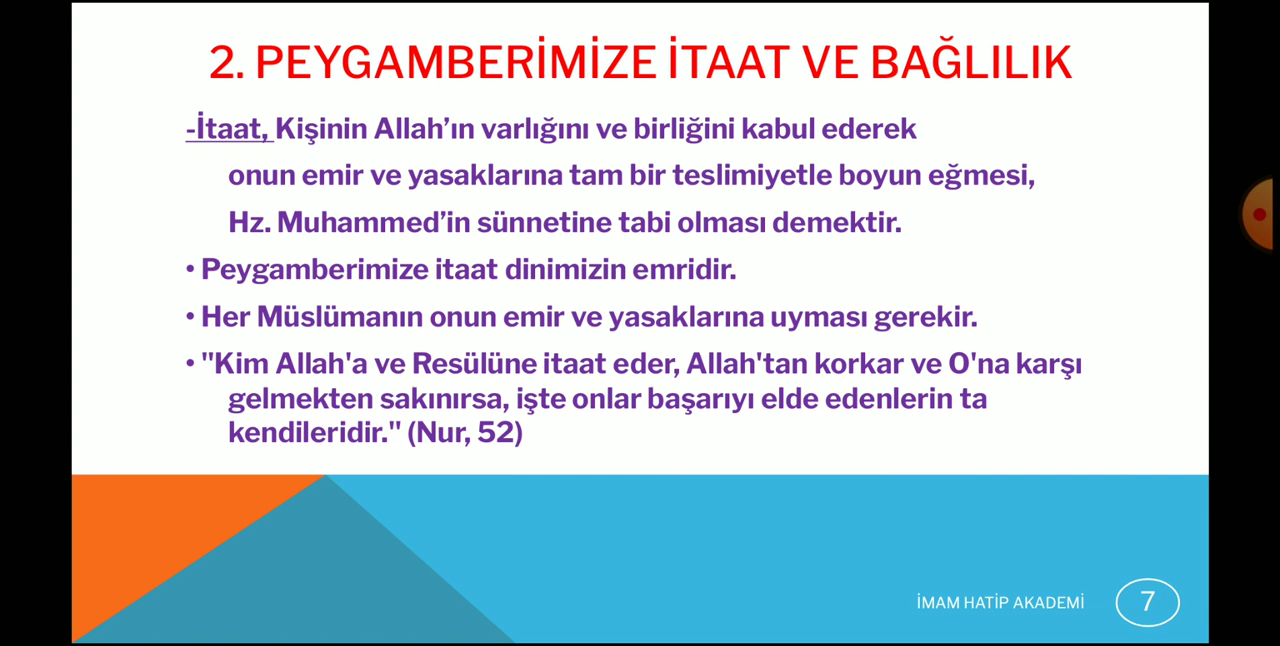 2. PEYGAMBERİMİZE İTAAT VE BAĞLILIK
-İtaat, Kişinin Allah’ın varlığını ve birliğini kabul ederek
onun emir ve yasaklarına tam bir teslimiyetle boyun eğmesi,
Hz. Muhammed’in sünnetine tabi olması demektir.
• Peygamberimize itaat dinimizin emridir.
• Her Müslümanın onun emir ve yasaklarına uyması gerekir.
• "Kim Allah'a ve Resülüne itaat eder, Allah'tan korkar ve O'na karşı
gelmekten sakınırsa, işte onlar başarıyı elde edenlerin ta
kendileridir." (Nur, 52)
İMAM HATİP AKADEMİ
7